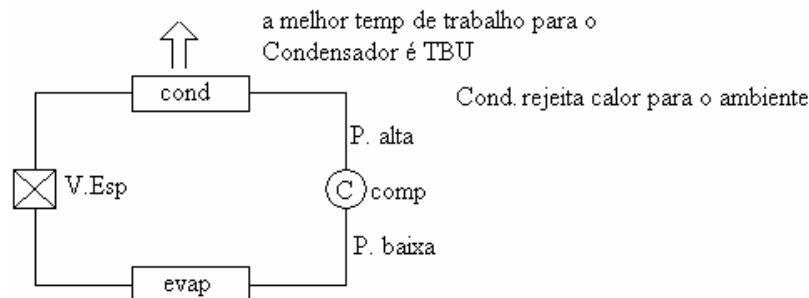 a melhor temp de trabalho para o
Condensador é TBU
cond
Cond. rejeita calor para o ambiente
P. alta
V.Esp
C
comp
P. baixa
evap